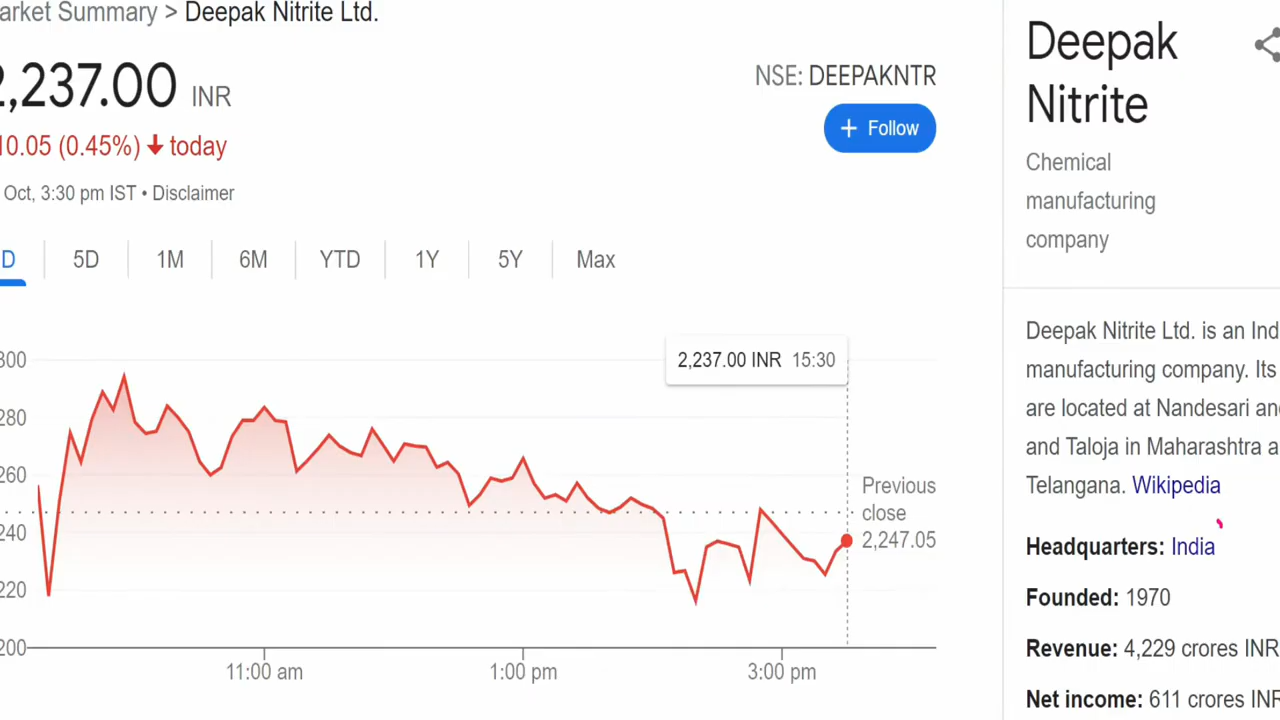 arket Summary > Deepak Nitrite Ltd.
2,237.00 INR
10.05 (0.45%) ↓ today
Oct, 3:30 pm IST • Disclaimer
NSE: DEEPAKNTR
+ Follow
D
5D
1M
6M
YTD
1Y
5Y
Max
2,237.00 INR 15:30
300
280
260
240
220
200
Previous
close
2,247.05
11:00 am
1:00 pm
3:00 pm
Deepak
Nitrite
Chemical
manufacturing
company
Deepak Nitrite Ltd. is an Ind
manufacturing company. Its
are located at Nandesari an
and Taloja in Maharashtra a
Telangana. Wikipedia
Headquarters: India
Founded: 1970
Revenue: 4,229 crores INR
Net income: 611 crores INR